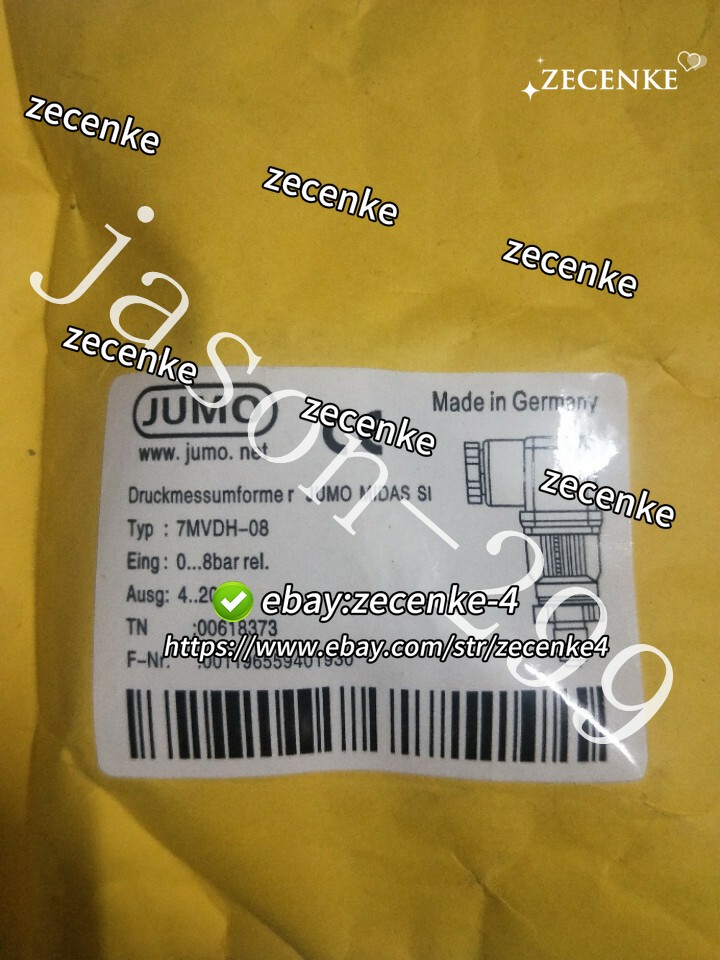 ZECENKE
zecenke
zecenke
zecenke
zecenke
zecenke
zecenke
jason-299
JUMO
CE
Made in Germany
www.jumo.net
Druckmessumformer JUMO MIDAS SI
Typ : 7MVDH-08
Eing: 0...8bar rel.
Ausg: 4..20
ebay:zecenke-4
TN :00618373
https://www.ebay.com/str/zecenke4
F-Nr.